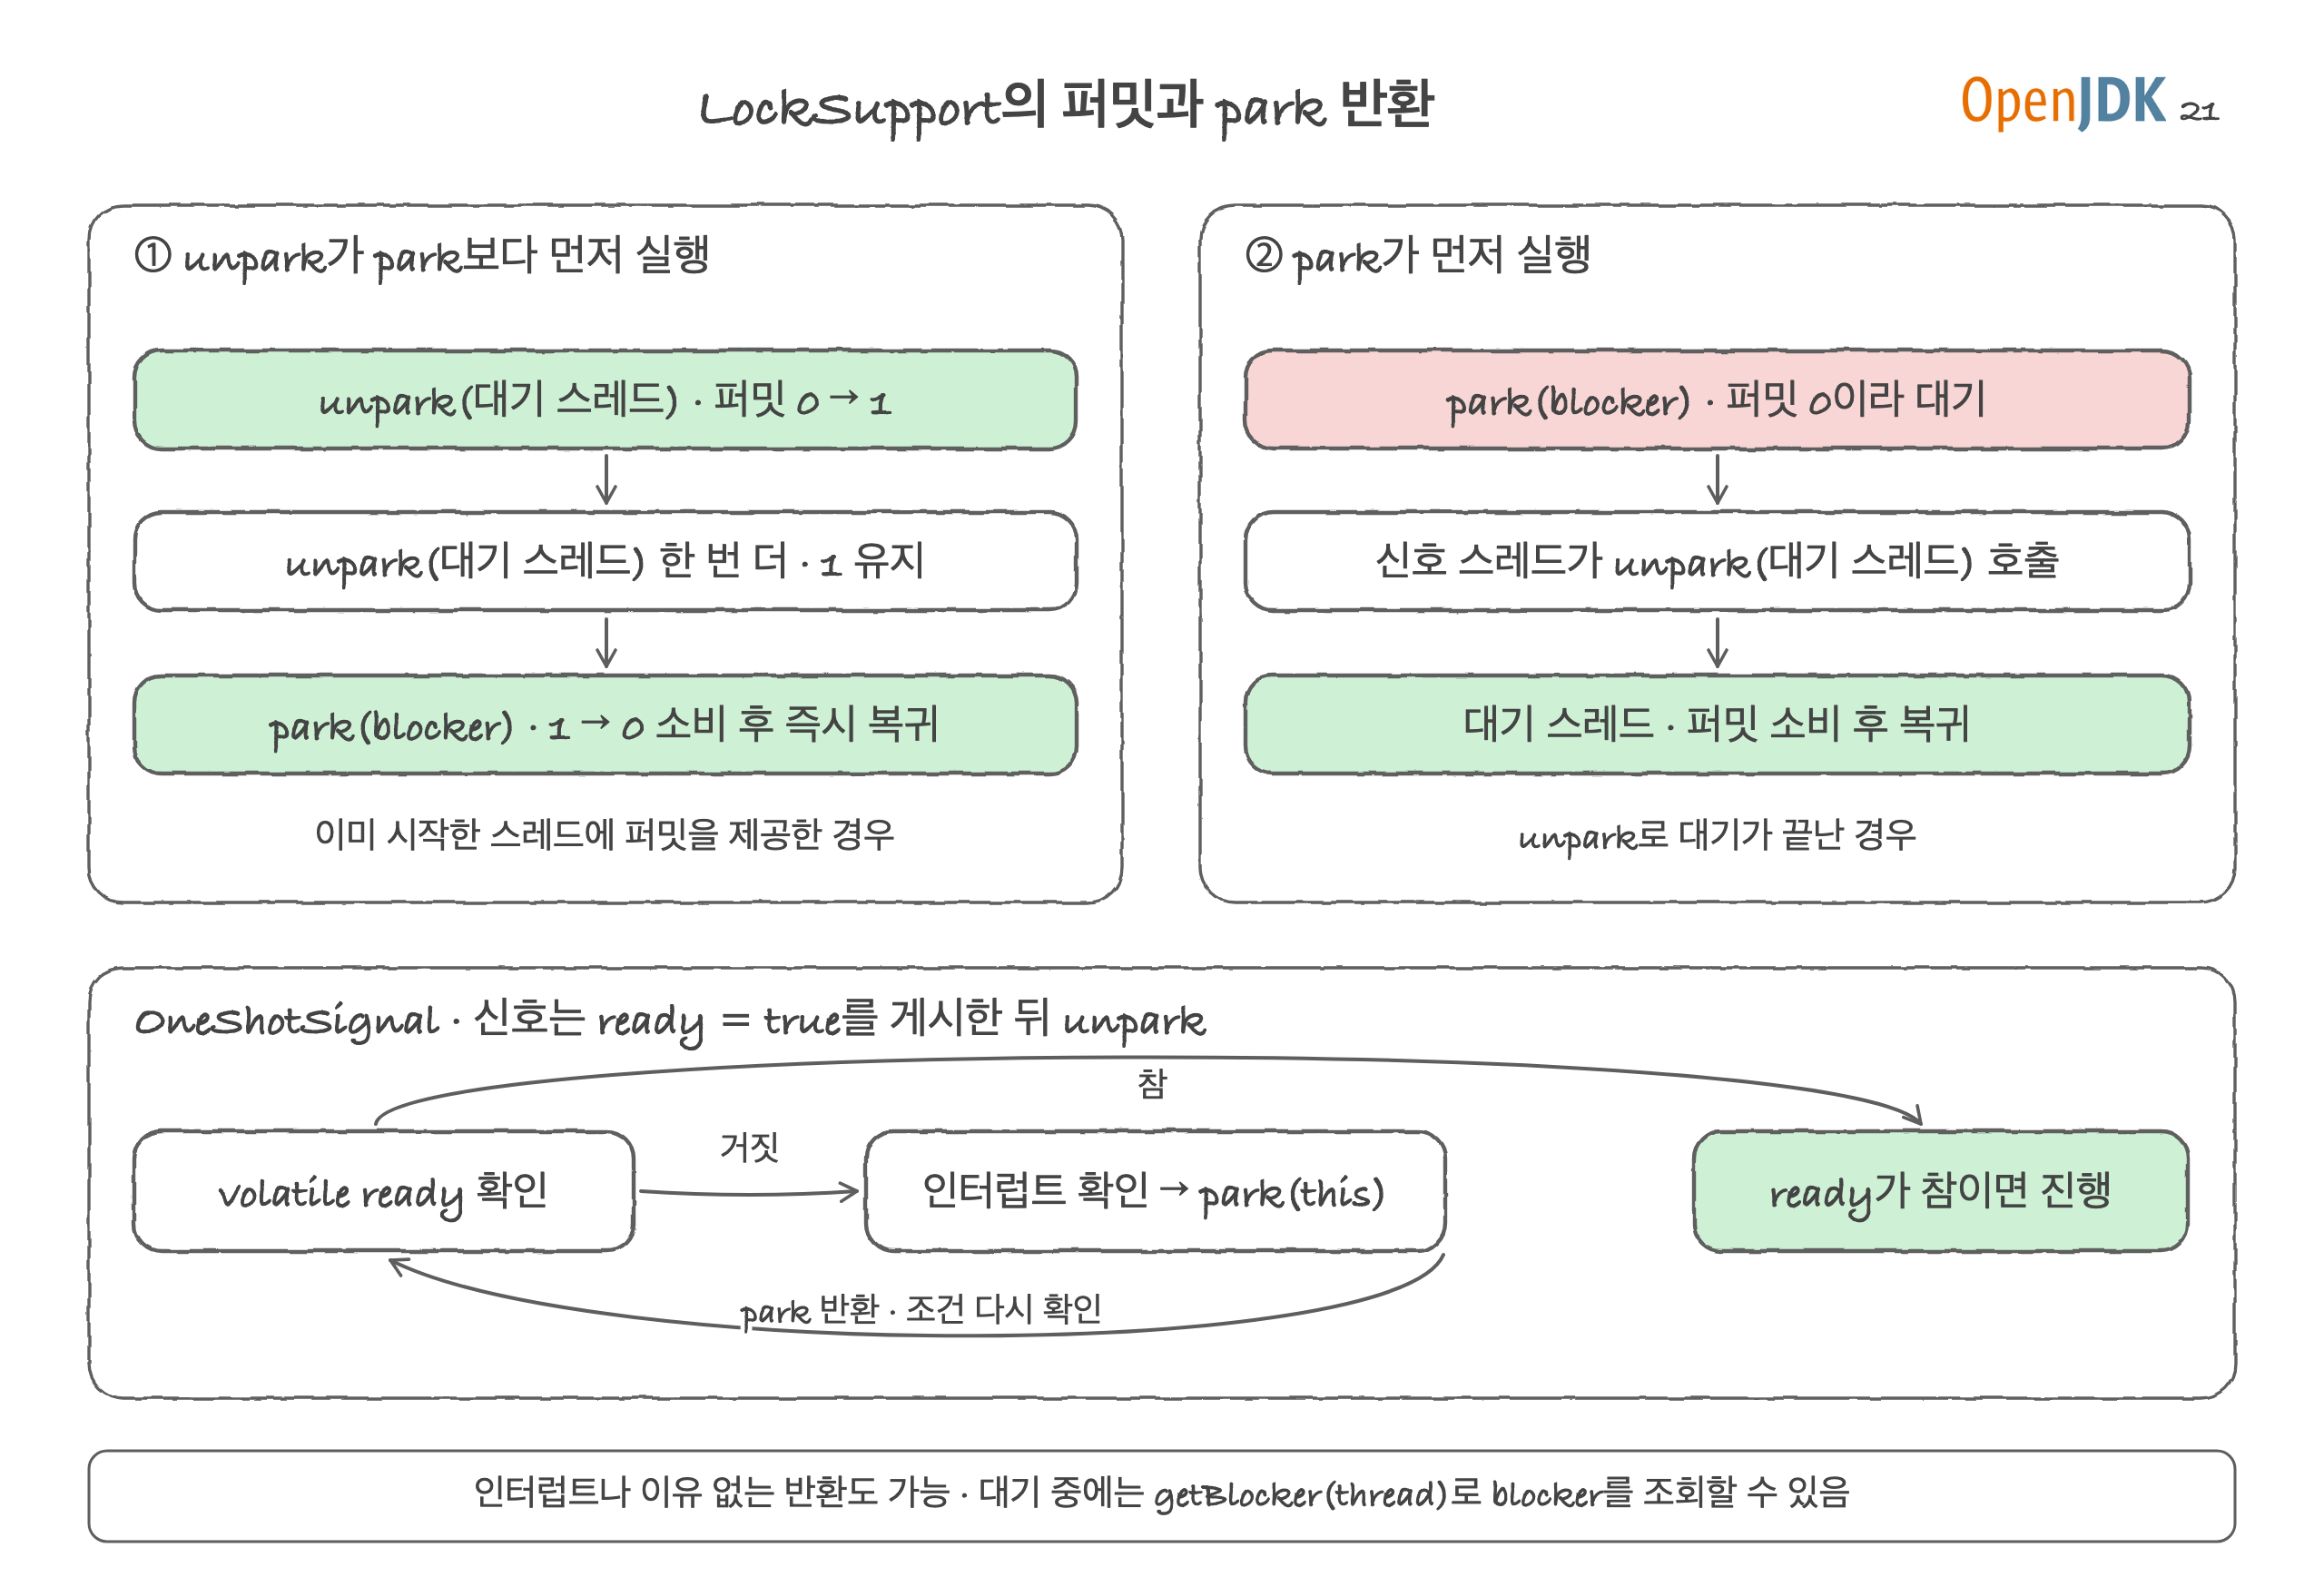 LockSupport의 퍼밋과 park 반환
OpenJDK 21
① unpark가 park보다 먼저 실행
unpark(대기 스레드) · 퍼밋 0 → 1
unpark(대기 스레드) 한 번 더 · 1 유지
park(blocker) · 1 → 0 소비 후 즉시 복귀
이미 시작한 스레드에 퍼밋을 제공한 경우
② park가 먼저 실행
park(blocker) · 퍼밋 0이라 대기
신호 스레드가 unpark(대기 스레드) 호출
대기 스레드 · 퍼밋 소비 후 복귀
unpark로 대기가 끝난 경우
OneShotSignal · 신호는 ready = true를 게시한 뒤 unpark
참
거짓
volatile ready 확인
인터럽트 확인 → park(this)
ready가 참이면 진행
park 반환 · 조건 다시 확인
인터럽트나 이유 없는 반환도 가능 · 대기 중에는 getBlocker(thread)로 blocker를 조회할 수 있음